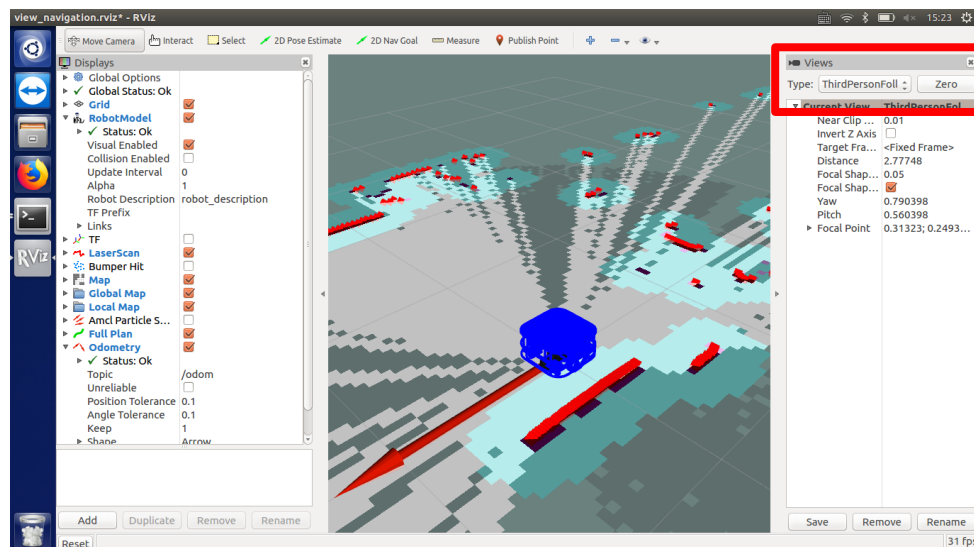 view_navigation.rviz* - RViz
15:23
Move Camera Interact Select 2D Pose Estimate 2D Nav Goal Measure Publish Point
Displays
Global Options
Global Status: Ok
Grid
RobotModel
Status: Ok
Visual Enabled
Collision Enabled
Update Interval 0
Alpha 1
Robot Description robot_description
TF Prefix
Links
TF
LaserScan
Bumper Hit
Map
Global Map
Local Map
Amcl Particle S...
Full Plan
Odometry
Status: Ok
Topic /odom
Unreliable
Position Tolerance 0.1
Angle Tolerance 0.1
Keep 1
Shape Arrow
Add Duplicate Remove Rename
Reset
RViz
Views
Type: ThirdPersonFoll Zero
Current View ThirdPersonFol
Near Clip ... 0.01
Invert Z Axis
Target Fra... <Fixed Frame>
Distance 2.77748
Focal Shap... 0.05
Focal Shap...
Yaw 0.790398
Pitch 0.560398
Focal Point 0.31323; 0.2493...
Save Remove Rename
31 fps